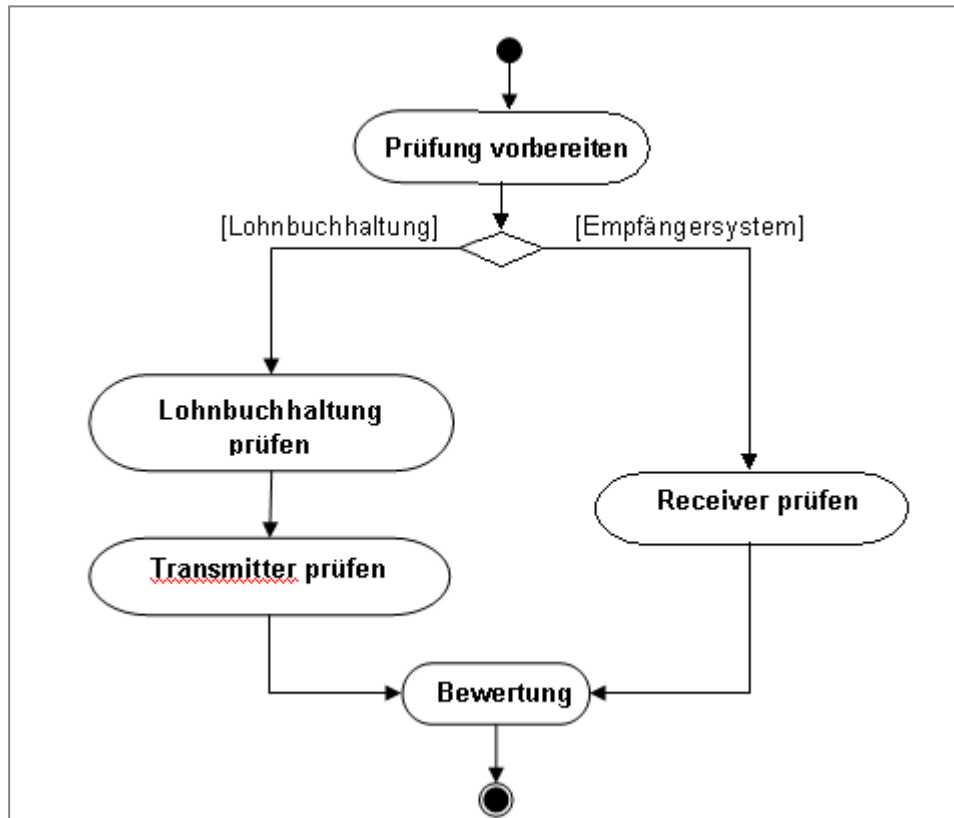 Prüfung vorbereiten
[Lohnbuchhaltung]
[Empfängersystem]
Lohnbuchhaltung
prüfen
Receiver prüfen
Transmitter prüfen
Bewertung